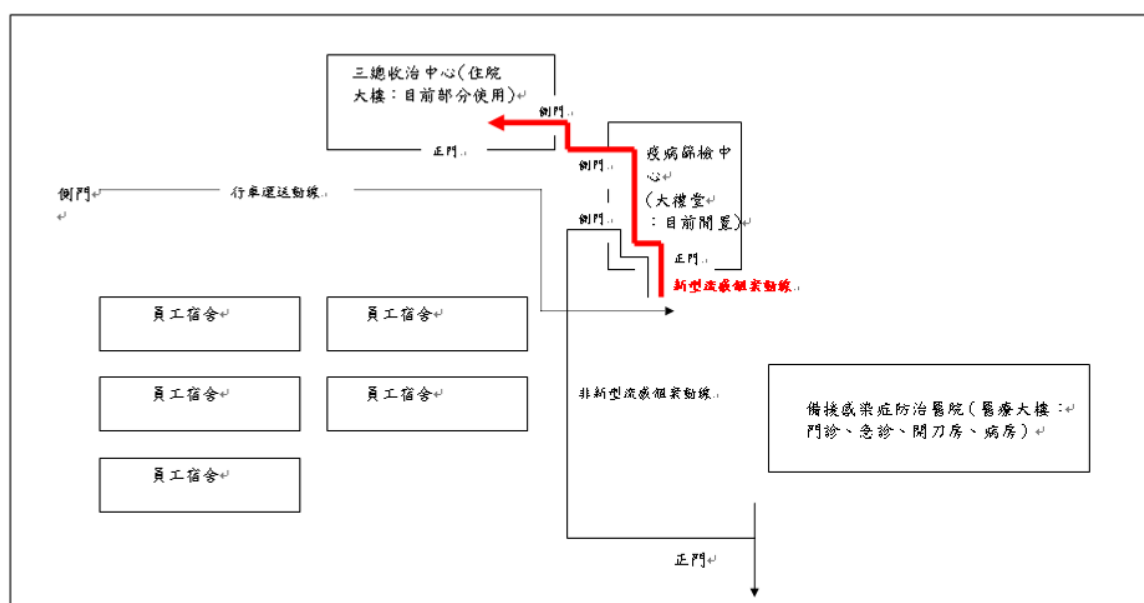 三總收治中心(住院
大樓：目前部分使用)
側門
正門
疫病篩檢中
心
(大禮堂
：目前閒置)
側門
側門
行車運送動線
側門
正門
新型流感個案動線
員工宿舍
員工宿舍
員工宿舍
員工宿舍
非新型流感個案動線
備援感染症防治醫院(醫療大樓：
門診、急診、開刀房、病房)
員工宿舍
正門